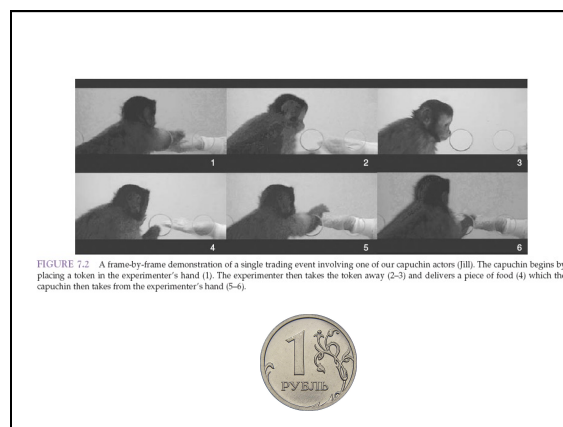 1
2
3
4
5
6
FIGURE 7.2 A frame-by-frame demonstration of a single trading event involving one of our capuchin actors (Jill). The capuchin begins by
placing a token in the experimenter's hand (1). The experimenter then takes the token away (2–3) and delivers a piece of food (4) which the
capuchin then takes from the experimenter's hand (5–6).
1
РУБЛЬ